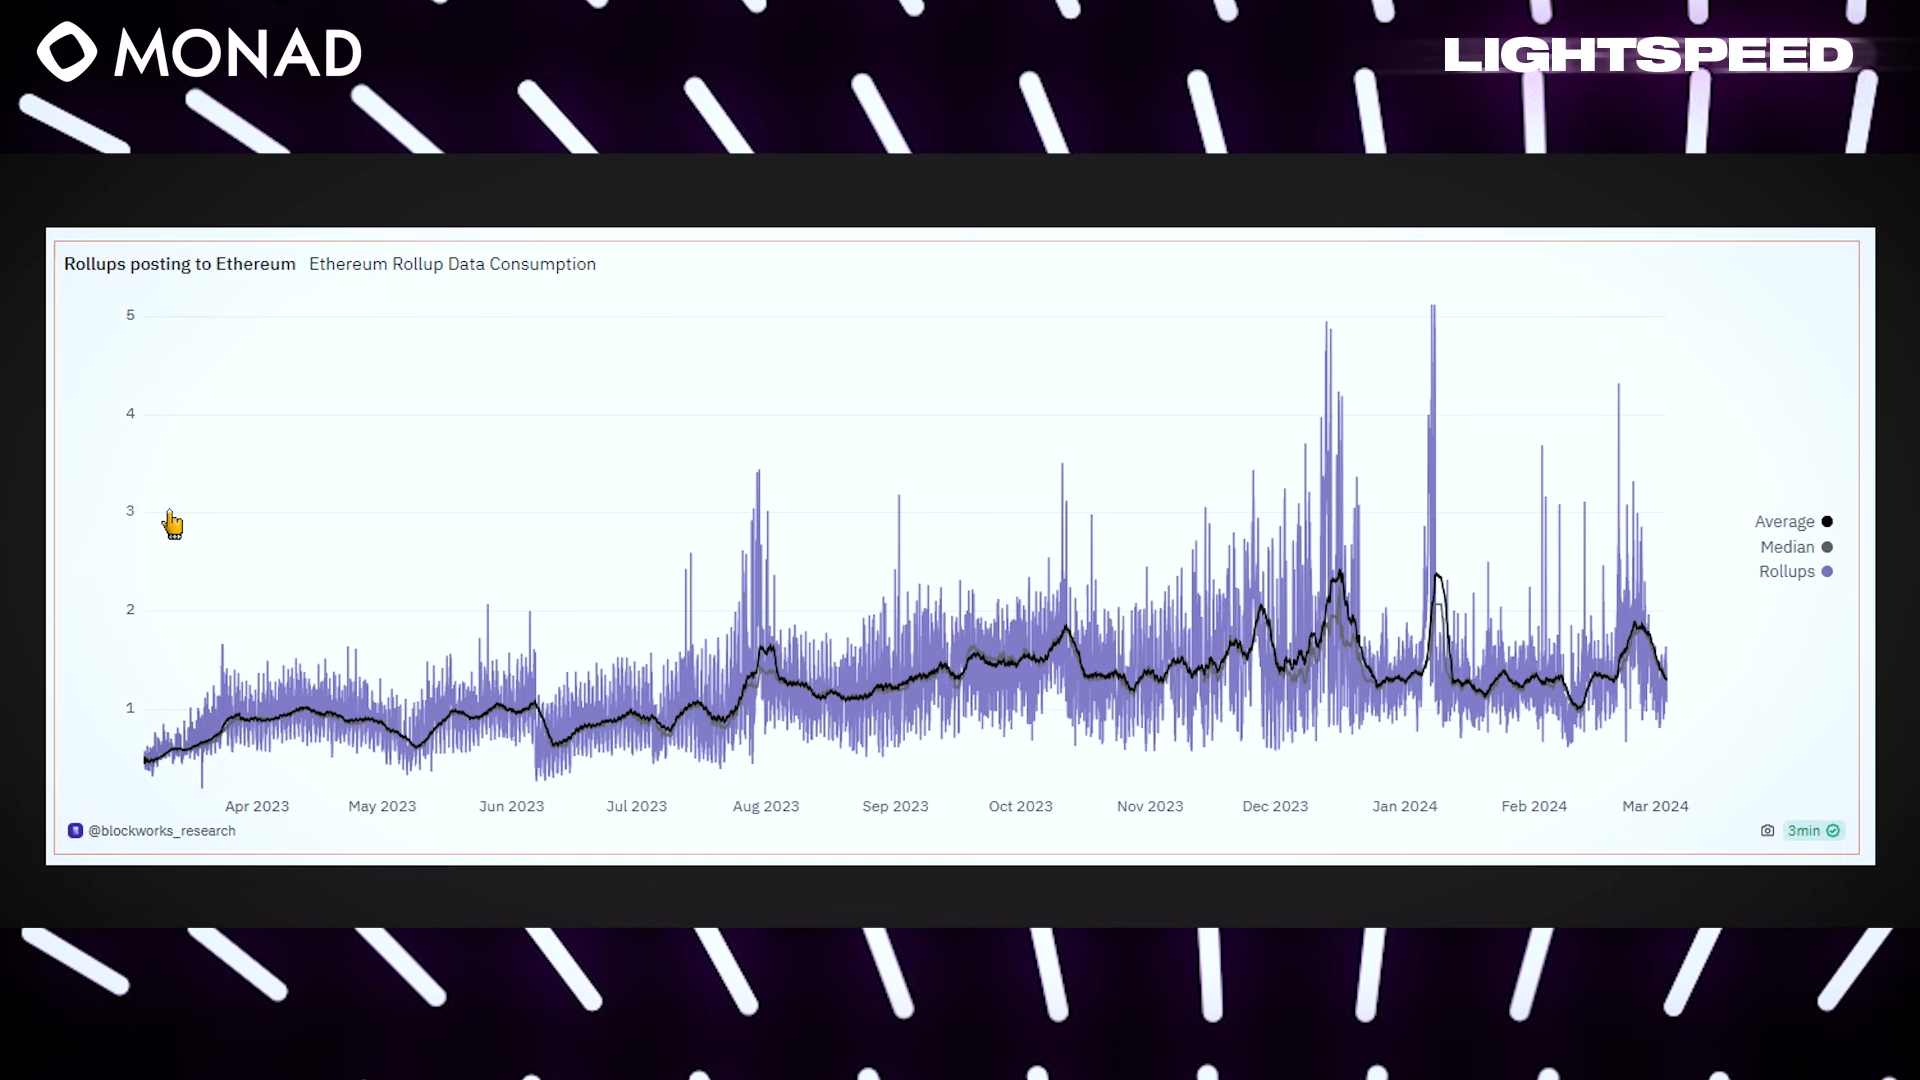 MONAD
LIGHTSPEED
Rollups posting to Ethereum Ethereum Rollup Data Consumption
5
4
3
2
1
Average
Median
Rollups
Apr 2023 May 2023 Jun 2023 Jul 2023 Aug 2023 Sep 2023 Oct 2023 Nov 2023 Dec 2023 Jan 2024 Feb 2024 Mar 2024
@blockworks_research
3min